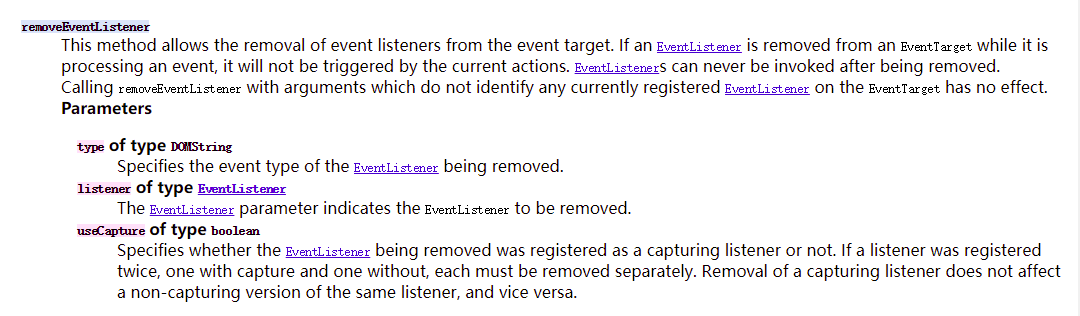 removeEventListener
This method allows the removal of event listeners from the event target. If an EventListener is removed from an EventTarget while it is
processing an event, it will not be triggered by the current actions. EventListeners can never be invoked after being removed.
Calling removeEventListener with arguments which do not identify any currently registered EventListener on the EventTarget has no effect.
Parameters
type of type DOMString
Specifies the event type of the EventListener being removed.
listener of type EventListener
The EventListener parameter indicates the EventListener to be removed.
useCapture of type boolean
Specifies whether the EventListener being removed was registered as a capturing listener or not. If a listener was registered
twice, one with capture and one without, each must be removed separately. Removal of a capturing listener does not affect
a non-capturing version of the same listener, and vice versa.